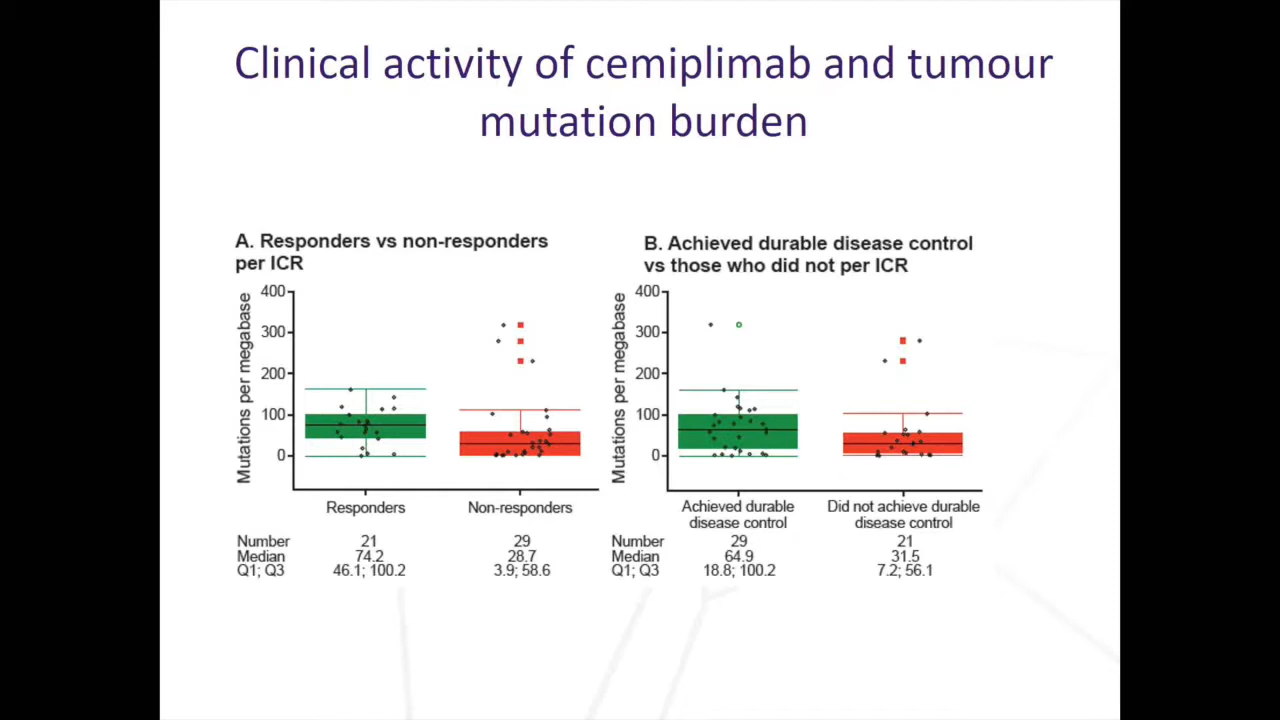 Clinical activity of cemiplimab and tumour
mutation burden
A. Responders vs non-responders
per ICR
Mutations per megabase
400
300
200
100
0
Responders
Non-responders
Number 21 29
Median 74.2 28.7
Q1; Q3 46.1; 100.2 3.9; 58.6
B. Achieved durable disease control
vs those who did not per ICR
Mutations per megabase
400
300
200
100
0
Achieved durable
disease control
Did not achieve durable
disease control
Number 29 21
Median 64.9 31.5
Q1; Q3 18.8; 100.2 7.2; 56.1